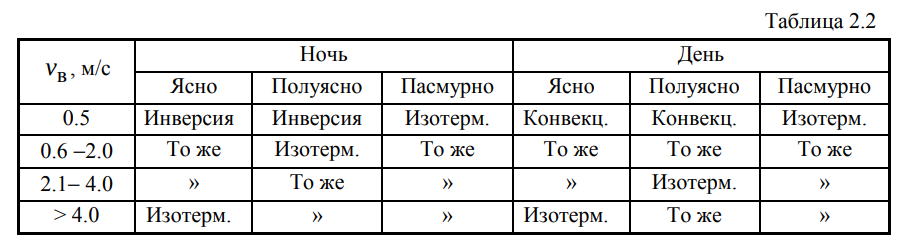 Таблица 2.2
vв, м/с Ночь День
Ясно Полуясно Пасмурно Ясно Полуясно Пасмурно
0.5 Инверсия Инверсия Изотерм. Конвекц. Конвекц. Изотерм.
0.6 –2.0 То же Изотерм. То же То же То же То же
2.1– 4.0 » То же » » Изотерм. »
> 4.0 Изотерм. » » Изотерм. То же »